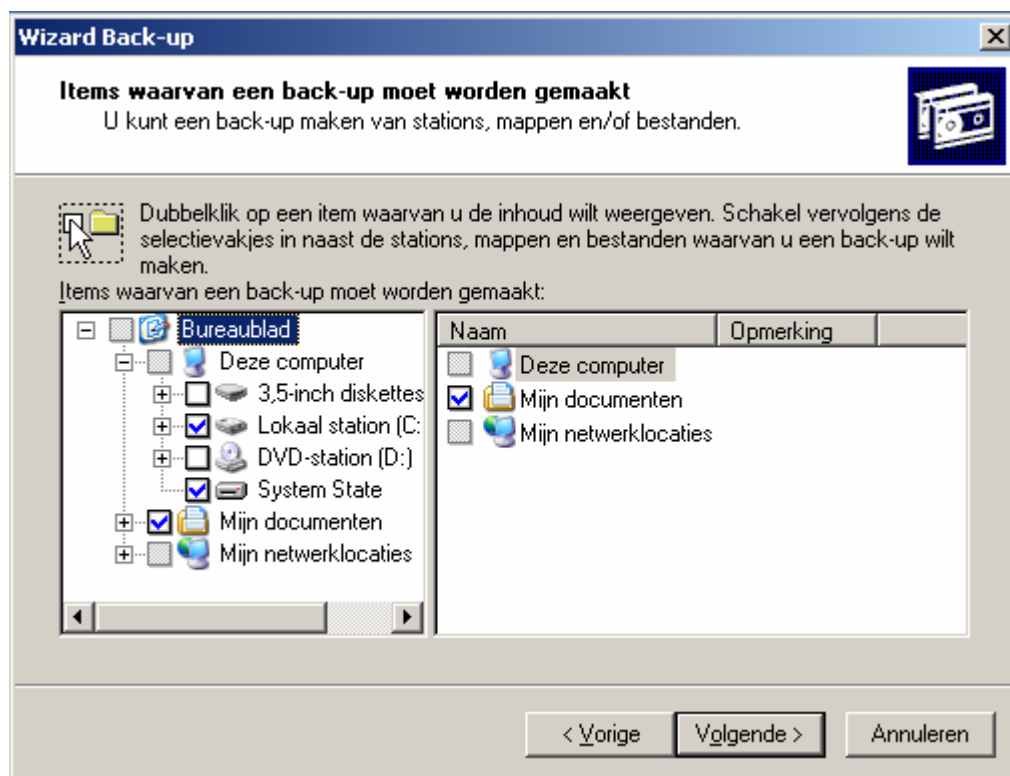 Wizard Back-up
Items waarvan een back-up moet worden gemaakt
U kunt een back-up maken van stations, mappen en/of bestanden.
Dubbelklik op een item waarvan u de inhoud wilt weergeven. Schakel vervolgens de
selectievakjes in naast de stations, mappen en bestanden waarvan u een back-up wilt
maken.
Items waarvan een back-up moet worden gemaakt:
Bureaublad
Deze computer
3,5-inch diskettes
Lokaal station (C:
DVD-station (D:)
System State
Mijn documenten
Mijn netwerklocaties
Naam Opmerking
Deze computer
Mijn documenten
Mijn netwerklocaties
< Vorige Volgende > Annuleren